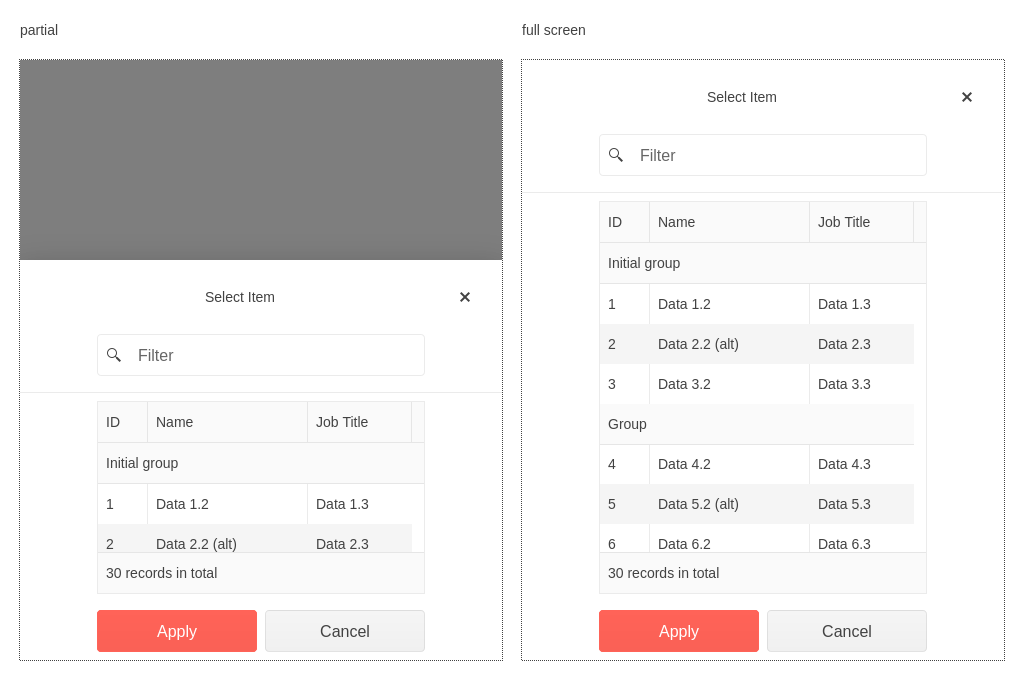 partial
Select Item
Filter
ID Name Job Title
Initial group
1 Data 1.2 Data 1.3
2 Data 2.2 (alt) Data 2.3
30 records in total
Apply Cancel
full screen
Select Item
Filter
ID Name Job Title
Initial group
1 Data 1.2 Data 1.3
2 Data 2.2 (alt) Data 2.3
3 Data 3.2 Data 3.3
Group
4 Data 4.2 Data 4.3
5 Data 5.2 (alt) Data 5.3
6 Data 6.2 Data 6.3
30 records in total
Apply Cancel